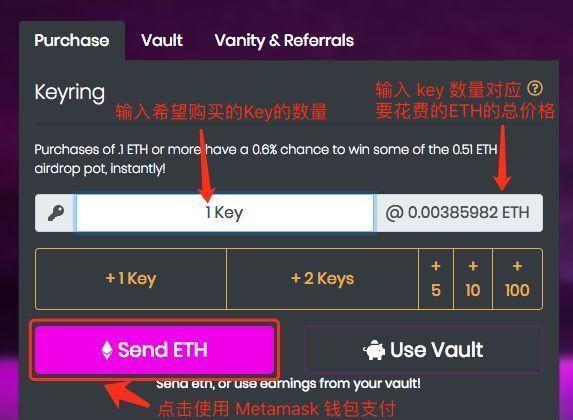 Purchase Vault Vanity & Referrals
Keyring
输入 key 数量对应
要花费的ETH的总价格
输入希望购买的Key的数量
Purchases of .1 ETH or more have a 0.6% chance to win some of the 0.51 ETH
airdrop pot, instantly!
1 Key @ 0.00385982 ETH
+ 1 Key + 2 Keys + 5 + 10 + 100
Send ETH Use Vault
Send eth, or use earnings from your vault!
点击使用 Metamask 钱包支付